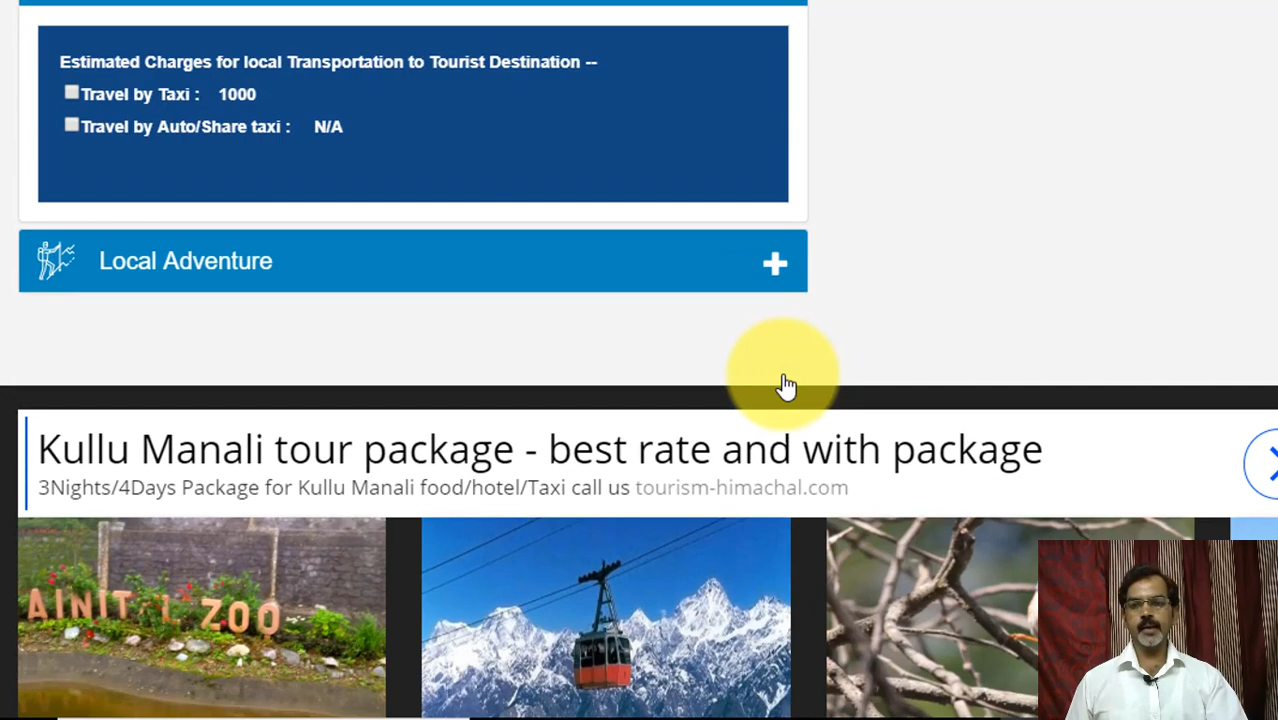 Estimated Charges for local Transportation to Tourist Destination --
Travel by Taxi : 1000
Travel by Auto/Share taxi : N/A
Local Adventure
Kullu Manali tour package - best rate and with package
3Nights/4Days Package for Kullu Manali food/hotel/Taxi call us tourism-himachal.com
AINITAL ZOO